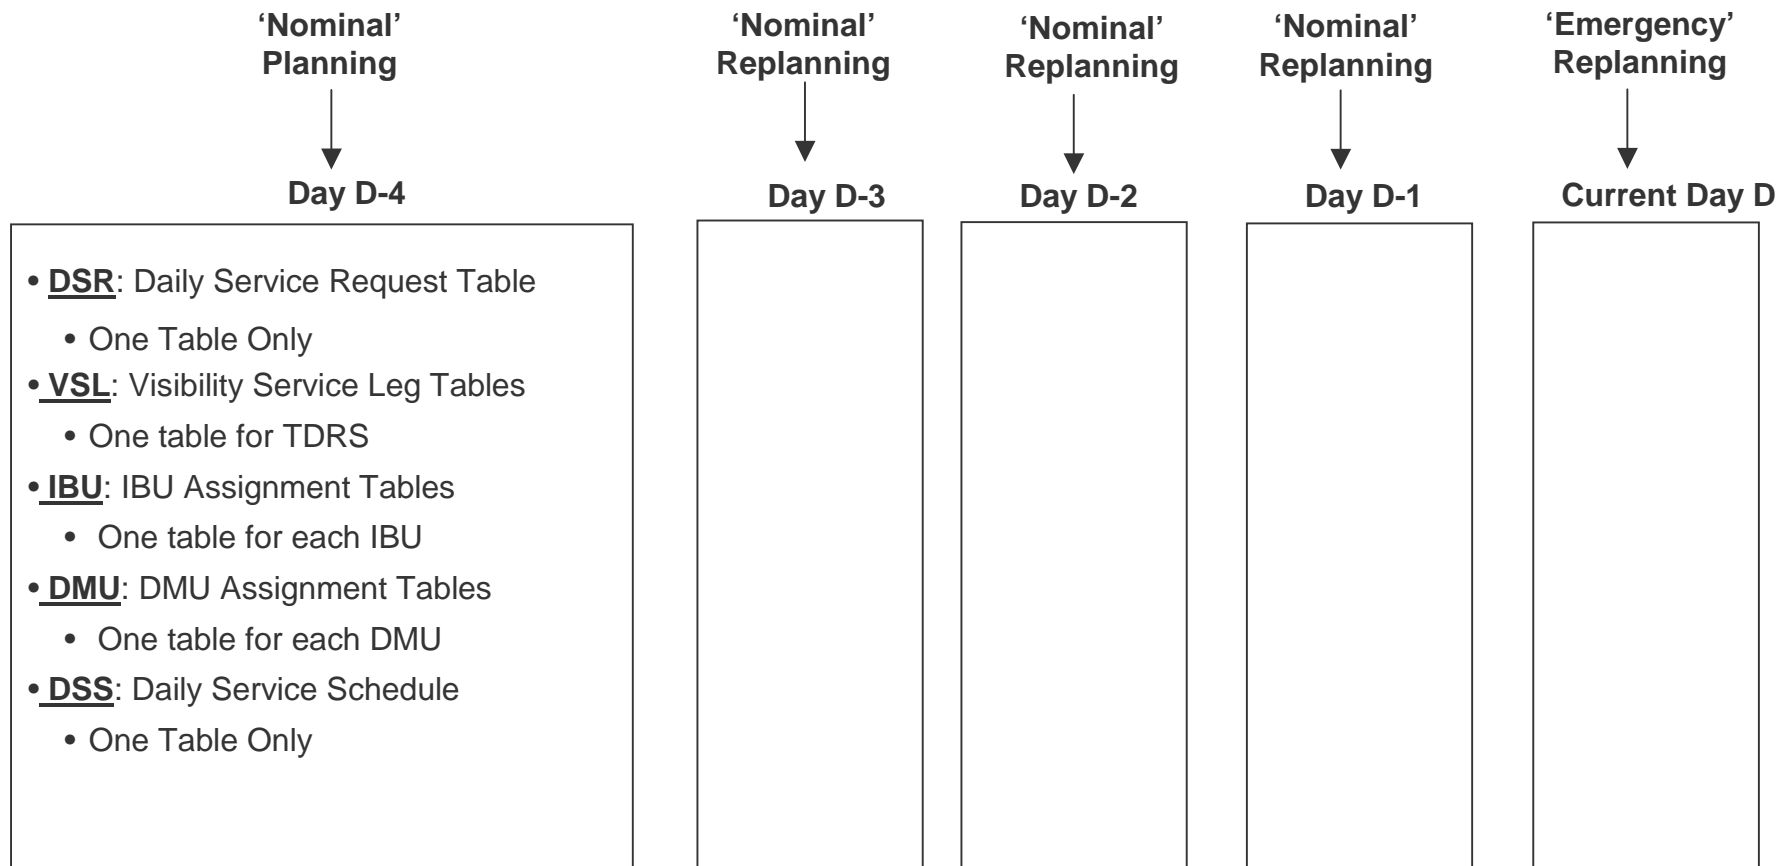 ‘Nominal’
Planning
‘Nominal’
Replanning
‘Nominal’
Replanning
‘Nominal’
Replanning
‘Emergency’
Replanning
Day D-4
Day D-3
Day D-2
Day D-1
Current Day D
• DSR: Daily Service Request Table
• One Table Only
• VSL: Visibility Service Leg Tables
• One table for TDRS
• IBU: IBU Assignment Tables
• One table for each IBU
• DMU: DMU Assignment Tables
• One table for each DMU
• DSS: Daily Service Schedule
• One Table Only